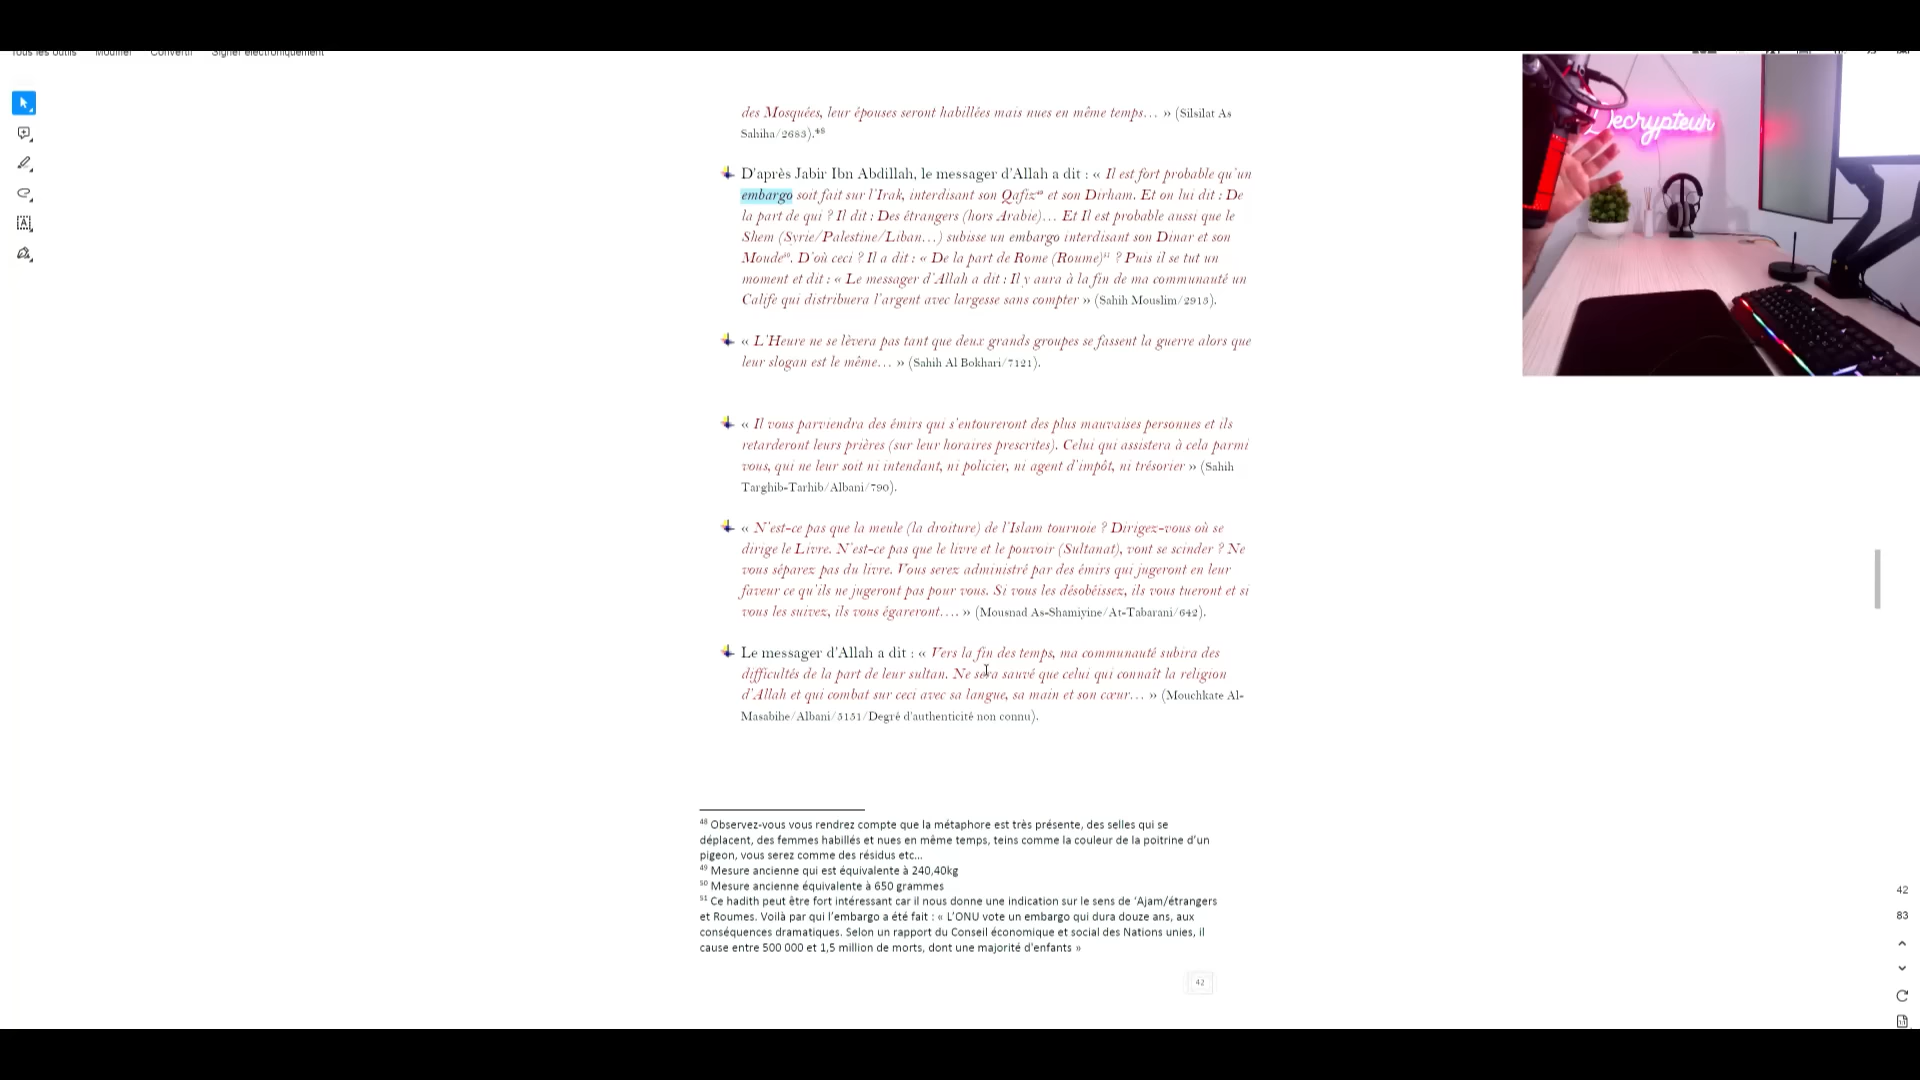 Tous les outils Modifier Convertir Signer électroniquement
Decrypteur
des Mosquées, leur épouses seront habillées mais nues en même temps… » (Silsilat As
Sahiha/2683).⁴⁸
D'après Jabir Ibn Abdillah, le messager d'Allah a dit : « Il est fort probable qu'un
embargo soit fait sur l'Irak, interdisant son Qafiz⁴⁹ et son Dirham. Et on lui dit : De
la part de qui ? Il dit : Des étrangers (hors Arabie)… Et Il est probable aussi que le
Shem (Syrie/Palestine/Liban…) subisse un embargo interdisant son Dinar et son
Moude⁵⁰. D'où ceci ? Il a dit : « De la part de Rome (Roume)⁵¹ ? Puis il se tut un
moment et dit : « Le messager d'Allah a dit : Il y aura à la fin de ma communauté un
Calife qui distribuera l'argent avec largesse sans compter » (Sahih Mouslim/2913).
« L'Heure ne se lèvera pas tant que deux grands groupes se fassent la guerre alors que
leur slogan est le même… » (Sahih Al Bokhari/7121).
« Il vous parviendra des émirs qui s'entoureront des plus mauvaises personnes et ils
retarderont leurs prières (sur leur horaires prescrites). Celui qui assistera à cela parmi
vous, qui ne leur soit ni intendant, ni policier, ni agent d'impôt, ni trésorier » (Sahih
Targhib-Tarhib/Albani/790).
« N'est-ce pas que la meule (la droiture) de l'Islam tournoie ? Dirigez-vous où se
dirige le Livre. N'est-ce pas que le livre et le pouvoir (Sultanat), vont se scinder ? Ne
vous séparez pas du livre. Vous serez administré par des émirs qui jugeront en leur
faveur ce qu'ils ne jugeront pas pour vous. Si vous les désobéissez, ils vous tueront et si
vous les suivez, ils vous égareront…. » (Mousnad As-Shamiyine/At-Tabarani/642).
Le messager d'Allah a dit : « Vers la fin des temps, ma communauté subira des
difficultés de la part de leur sultan. Ne sera sauvé que celui qui connaît la religion
d'Allah et qui combat sur ceci avec sa langue, sa main et son cœur… » (Mouchkate Al-
Masabihe/Albani/5151/Degré d'authenticité non connu).
⁴⁸ Observez-vous vous rendrez compte que la métaphore est très présente, des selles qui se
déplacent, des femmes habillés et nues en même temps, teins comme la couleur de la poitrine d'un
pigeon, vous serez comme des résidus etc…
⁴⁹ Mesure ancienne qui est équivalente à 240,40kg
⁵⁰ Mesure ancienne équivalente à 650 grammes
⁵¹ Ce hadith peut être fort intéressant car il nous donne une indication sur le sens de 'Ajam/étrangers
et Roumes. Voilà par qui l'embargo a été fait : « L'ONU vote un embargo qui dura douze ans, aux
conséquences dramatiques. Selon un rapport du Conseil économique et social des Nations unies, il
cause entre 500 000 et 1,5 million de morts, dont une majorité d'enfants »
42
42
83